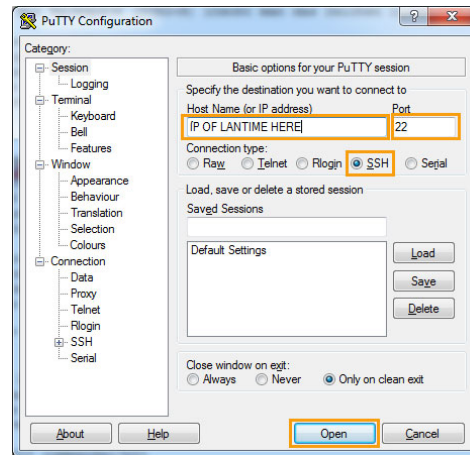 PuTTY Configuration
Category:
Session
Logging
Terminal
Keyboard
Bell
Features
Window
Appearance
Behaviour
Translation
Selection
Colours
Connection
Data
Proxy
Telnet
Rlogin
SSH
Serial
Basic options for your PuTTY session
Specify the destination you want to connect to
Host Name (or IP address) Port
IP OF LANTIME HERE 22
Connection type:
Raw Telnet Rlogin SSH Serial
Load, save or delete a stored session
Saved Sessions
Default Settings
Load
Save
Delete
Close window on exit:
Always Never Only on clean exit
About Help Open Cancel